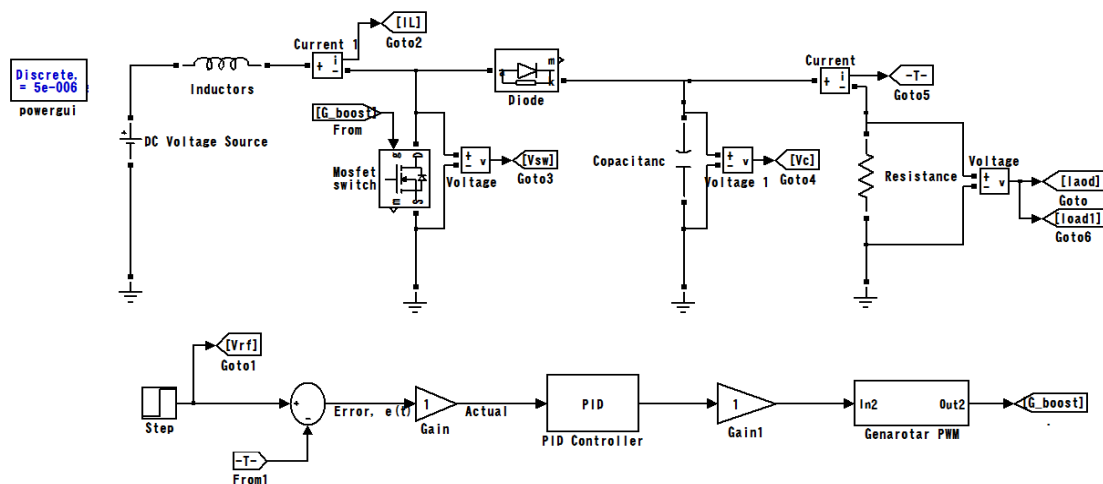 [IL]
Goto2
Current 1
i
+
-
Discrete,
= 5e-006
powergui
Inductors
m
a
k
Diode
Current
i
+
-
-T-
Goto5
+
DC Voltage Source
[G_boost]
From
g
D
m
S
Mosfet
switch
+
-
v
Voltage
[Vsw]
Goto3
Copacitanc
+
-
v
Voltage 1
[Vc]
Goto4
Resistance
Voltage
+
-
v
[laod]
Goto
[load1]
Goto6
[Vrf]
Goto1
Step
+
-
Error, e(t)
1
Gain
Actual
PID
PID Controller
1
Gain1
In2
Out2
Genarotar PWM
[G_boost]
-T-
From1